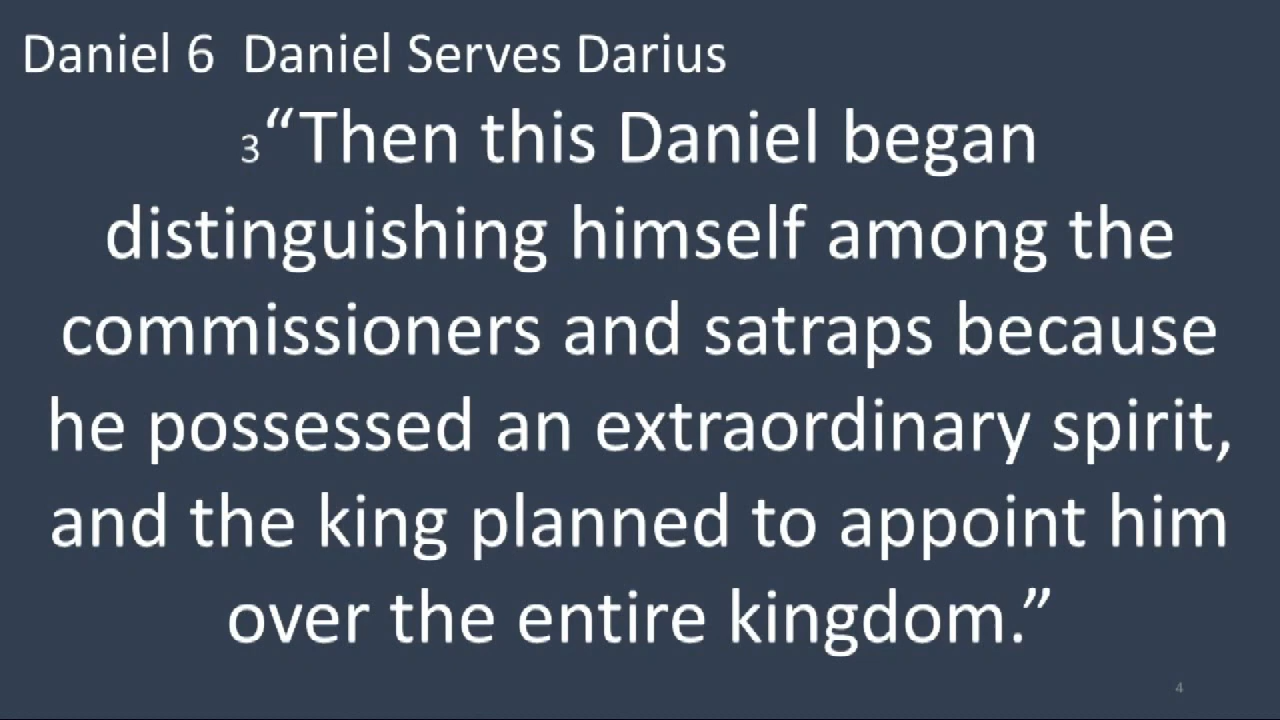 Daniel 6  Daniel Serves Darius
3“Then this Daniel began
distinguishing himself among the
commissioners and satraps because
he possessed an extraordinary spirit,
and the king planned to appoint him
over the entire kingdom.”
4